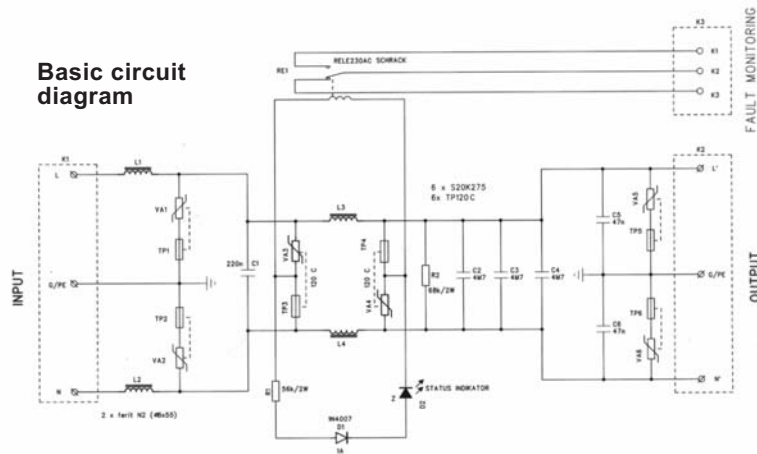 Basic circuit
diagram
RELE230AC SCHRACK
RE1
K3
K1
K2
K3
FAULT MONITORING
K1
L
L1
VA1
TP1
220n
C1
G/PE
TP2
VA2
N
L2
2 x ferit N2 (#8x55)
INPUT
L3
VA3
120 C
TP3
TP4
120 C
VA4
L4
6 x S20K275
6x TP120C
R2
68k/2W
C2
4M7
C3
4M7
C4
4M7
C5
47n
VA5
TP5
C6
47n
TP6
VA6
K2
L'
G/PE
N'
OUTPUT
R1
56k/2W
1N4007
D1
1A
Z
D2
STATUS INDIKATOR